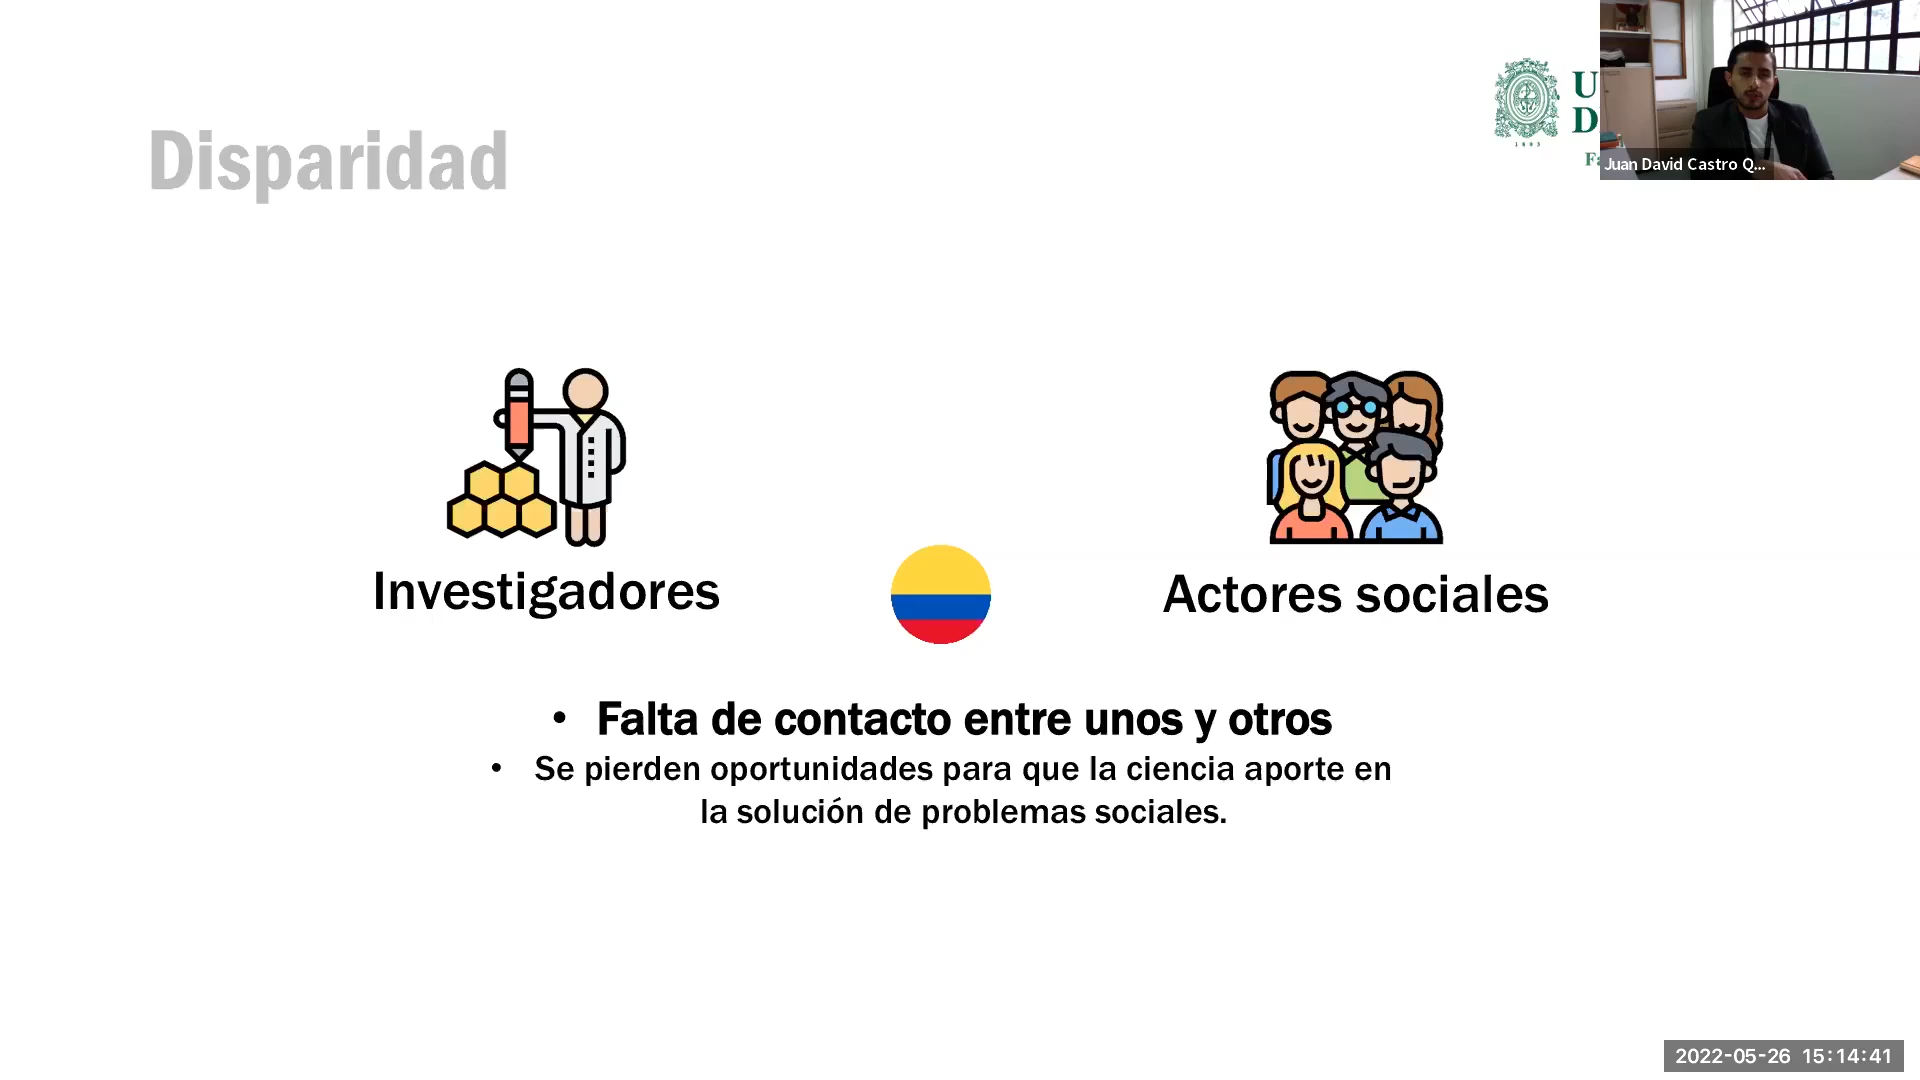 Disparidad
U
D
1803
Juan David Castro Q...
Investigadores
Actores sociales
• Falta de contacto entre unos y otros
• Se pierden oportunidades para que la ciencia aporte en
la solución de problemas sociales.
2022-05-26 15:14:41